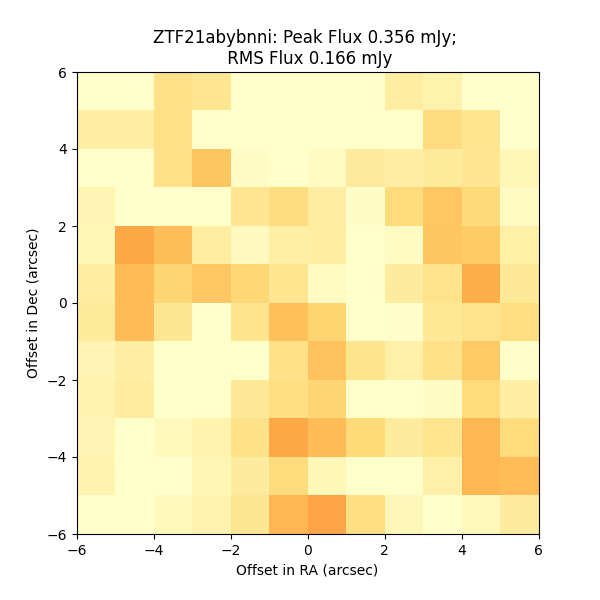 ZTF21abybnni: Peak Flux 0.356 mJy;
RMS Flux 0.166 mJy
6
4
2
0
−2
−4
−6
Offset in Dec (arcsec)
−6 −4 −2 0 2 4 6
Offset in RA (arcsec)